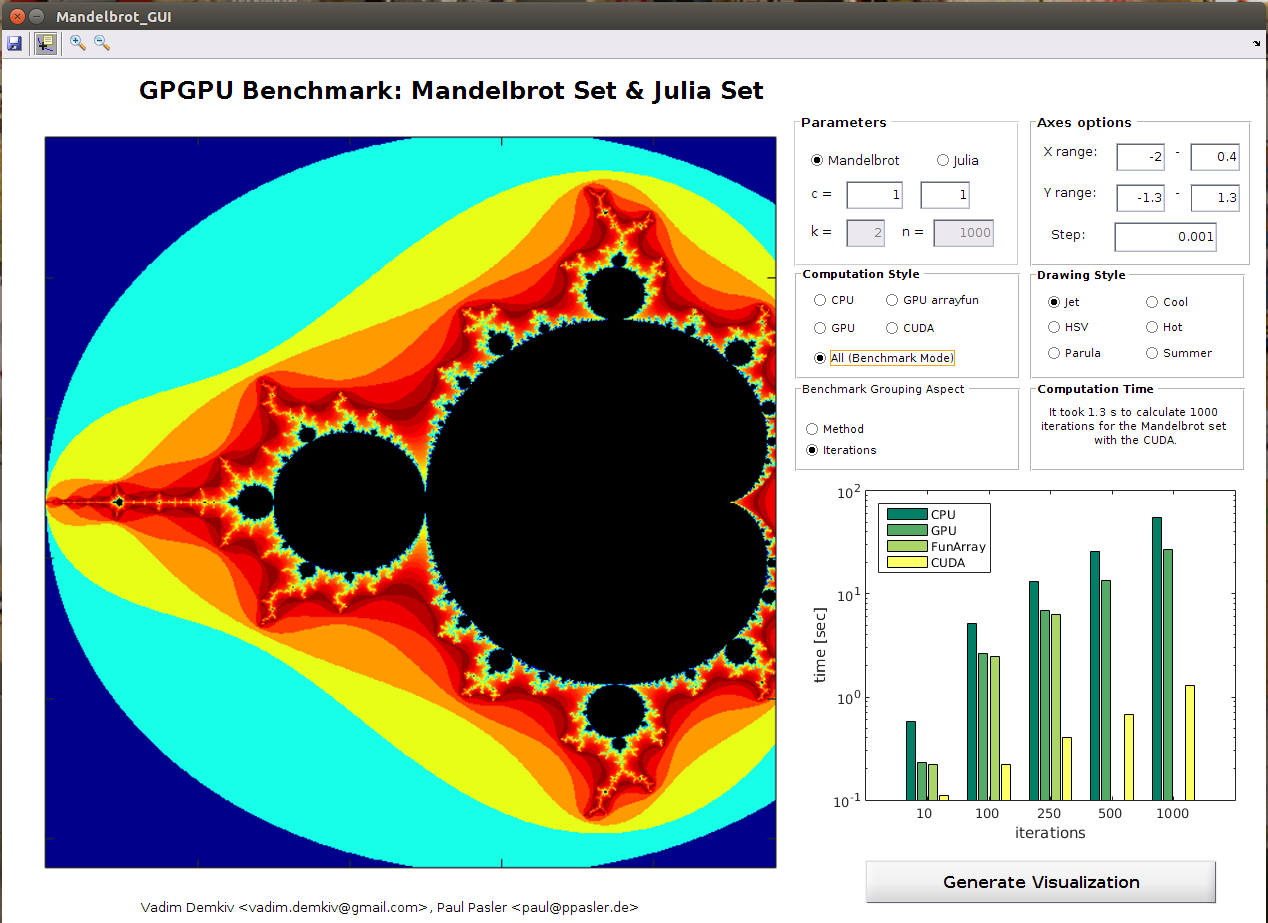 Mandelbrot_GUI
GPGPU Benchmark: Mandelbrot Set & Julia Set
Parameters
Mandelbrot Julia
c = 1 1
k = 2 n = 1000
Axes options
X range: -2 - 0.4
Y range: -1.3 - 1.3
Step: 0.001
Computation Style
CPU GPU arrayfun
GPU CUDA
All (Benchmark Mode)
Drawing Style
Jet Cool
HSV Hot
Parula Summer
Benchmark Grouping Aspect
Method
Iterations
Computation Time
It took 1.3 s to calculate 1000
iterations for the Mandelbrot set
with the CUDA.
10^2
10^1
10^0
10^-1
time [sec]
CPU
GPU
FunArray
CUDA
10 100 250 500 1000
iterations
Generate Visualization
Vadim Demkiv <vadim.demkiv@gmail.com>, Paul Pasler <paul@ppasler.de>